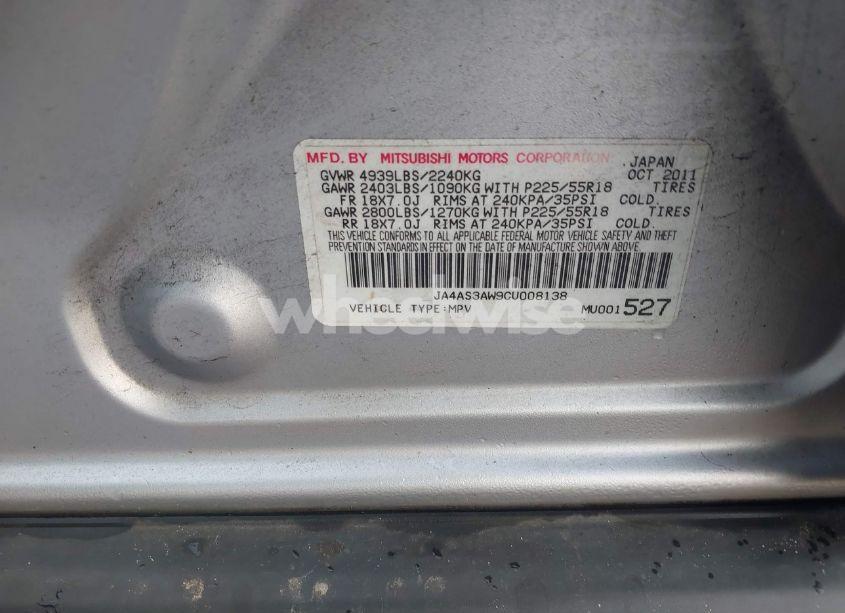 MFD. BY MITSUBISHI MOTORS CORPORATION JAPAN
GVWR 4939LBS/2240KG OCT 2011
GAWR 2403LBS/1090KG WITH P225/55R18 TIRES
FR 18X7.0J RIMS AT 240KPA/35PSI COLD.
GAWR 2800LBS/1270KG WITH P225/55R18 TIRES
RR 18X7.0J RIMS AT 240KPA/35PSI COLD.
THIS VEHICLE CONFORMS TO ALL APPLICABLE FEDERAL MOTOR VEHICLE SAFETY AND THEFT
PREVENTION STANDARDS IN EFFECT ON THE DATE OF MANUFACTURE SHOWN ABOVE.
JA4AS3AW9CU008138
wheelwise
VEHICLE TYPE:MPV MU001527